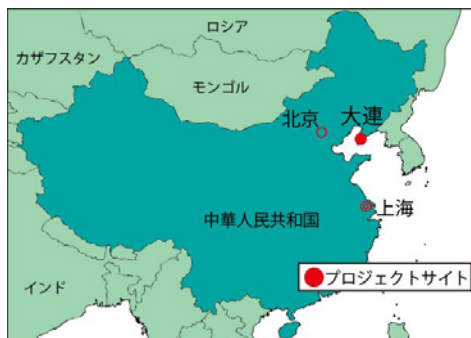 ロシア
カザフスタン
モンゴル
北京
大連
上海
中華人民共和国
インド
プロジェクトサイト